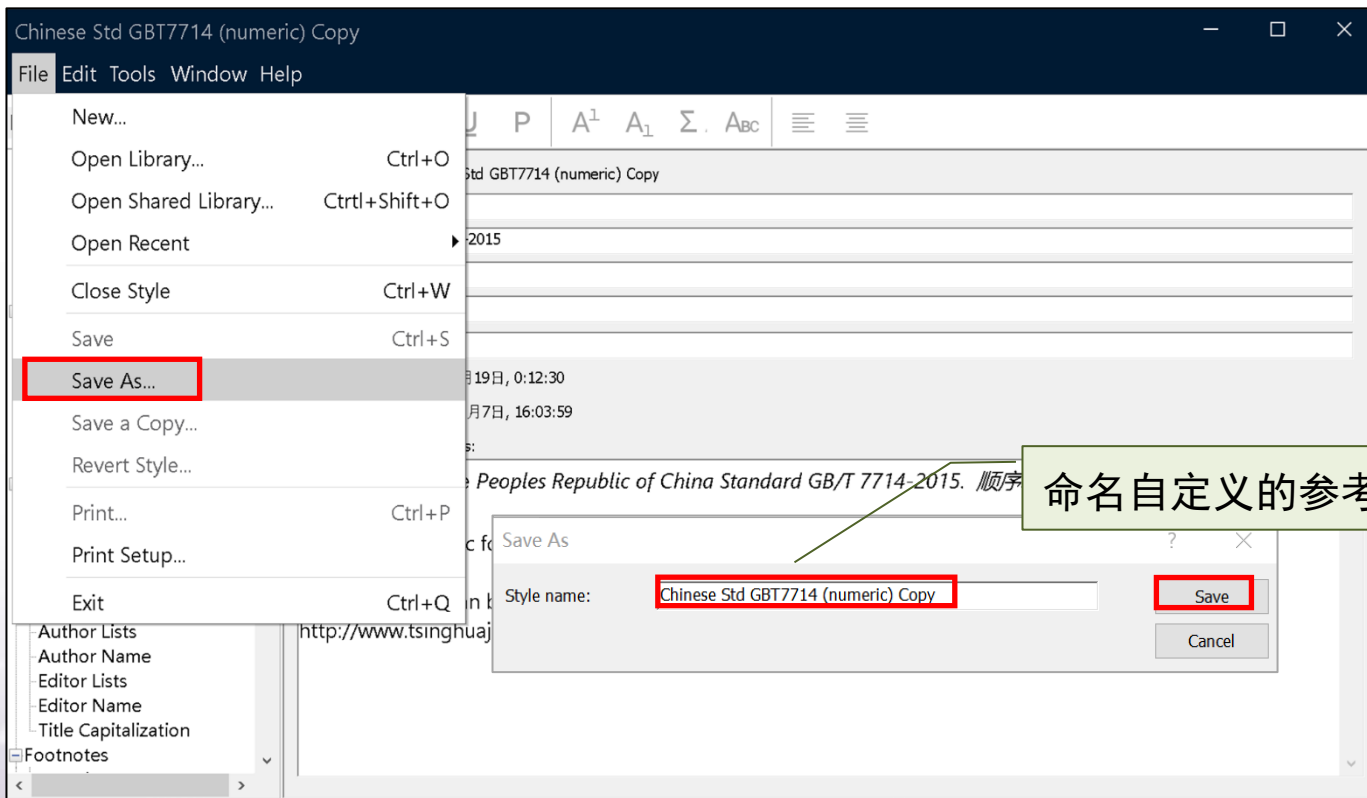 Chinese Std GBT7714 (numeric) Copy
File Edit Tools Window Help
New...
Open Library... Ctrl+O
Open Shared Library... Ctrtl+Shift+O
Open Recent
Close Style Ctrl+W
Save Ctrl+S
Save As...
Save a Copy...
Revert Style...
Print... Ctrl+P
Print Setup...
Exit Ctrl+Q
P A1 A1 Σ ABC
Std GBT7714 (numeric) Copy
-2015
月19日, 0:12:30
月7日, 16:03:59
s:
Peoples Republic of China Standard GB/T 7714-2015. 顺序
命名自定义的参考
Save As
Style name: Chinese Std GBT7714 (numeric) Copy Save
Cancel
http://www.tsinghuaj
Author Lists
Author Name
Editor Lists
Editor Name
Title Capitalization
Footnotes